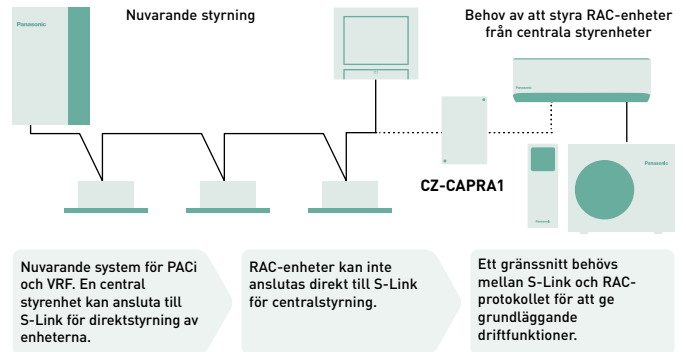 Nuvarande styrning
Behov av att styra RAC-enheter
från centrala styrenheter
Panasonic
Panasonic
Panasonic
Panasonic
CZ-CAPRA1
Nuvarande system för PACi
och VRF. En central
styrenhet kan ansluta till
S-Link för direktstyrning av
enheterna.
RAC-enheter kan inte
anslutas direkt till S-Link
för centralstyrning.
Ett gränssnitt behövs
mellan S-Link och RAC-
protokollet för att ge
grundläggande
driftfunktioner.